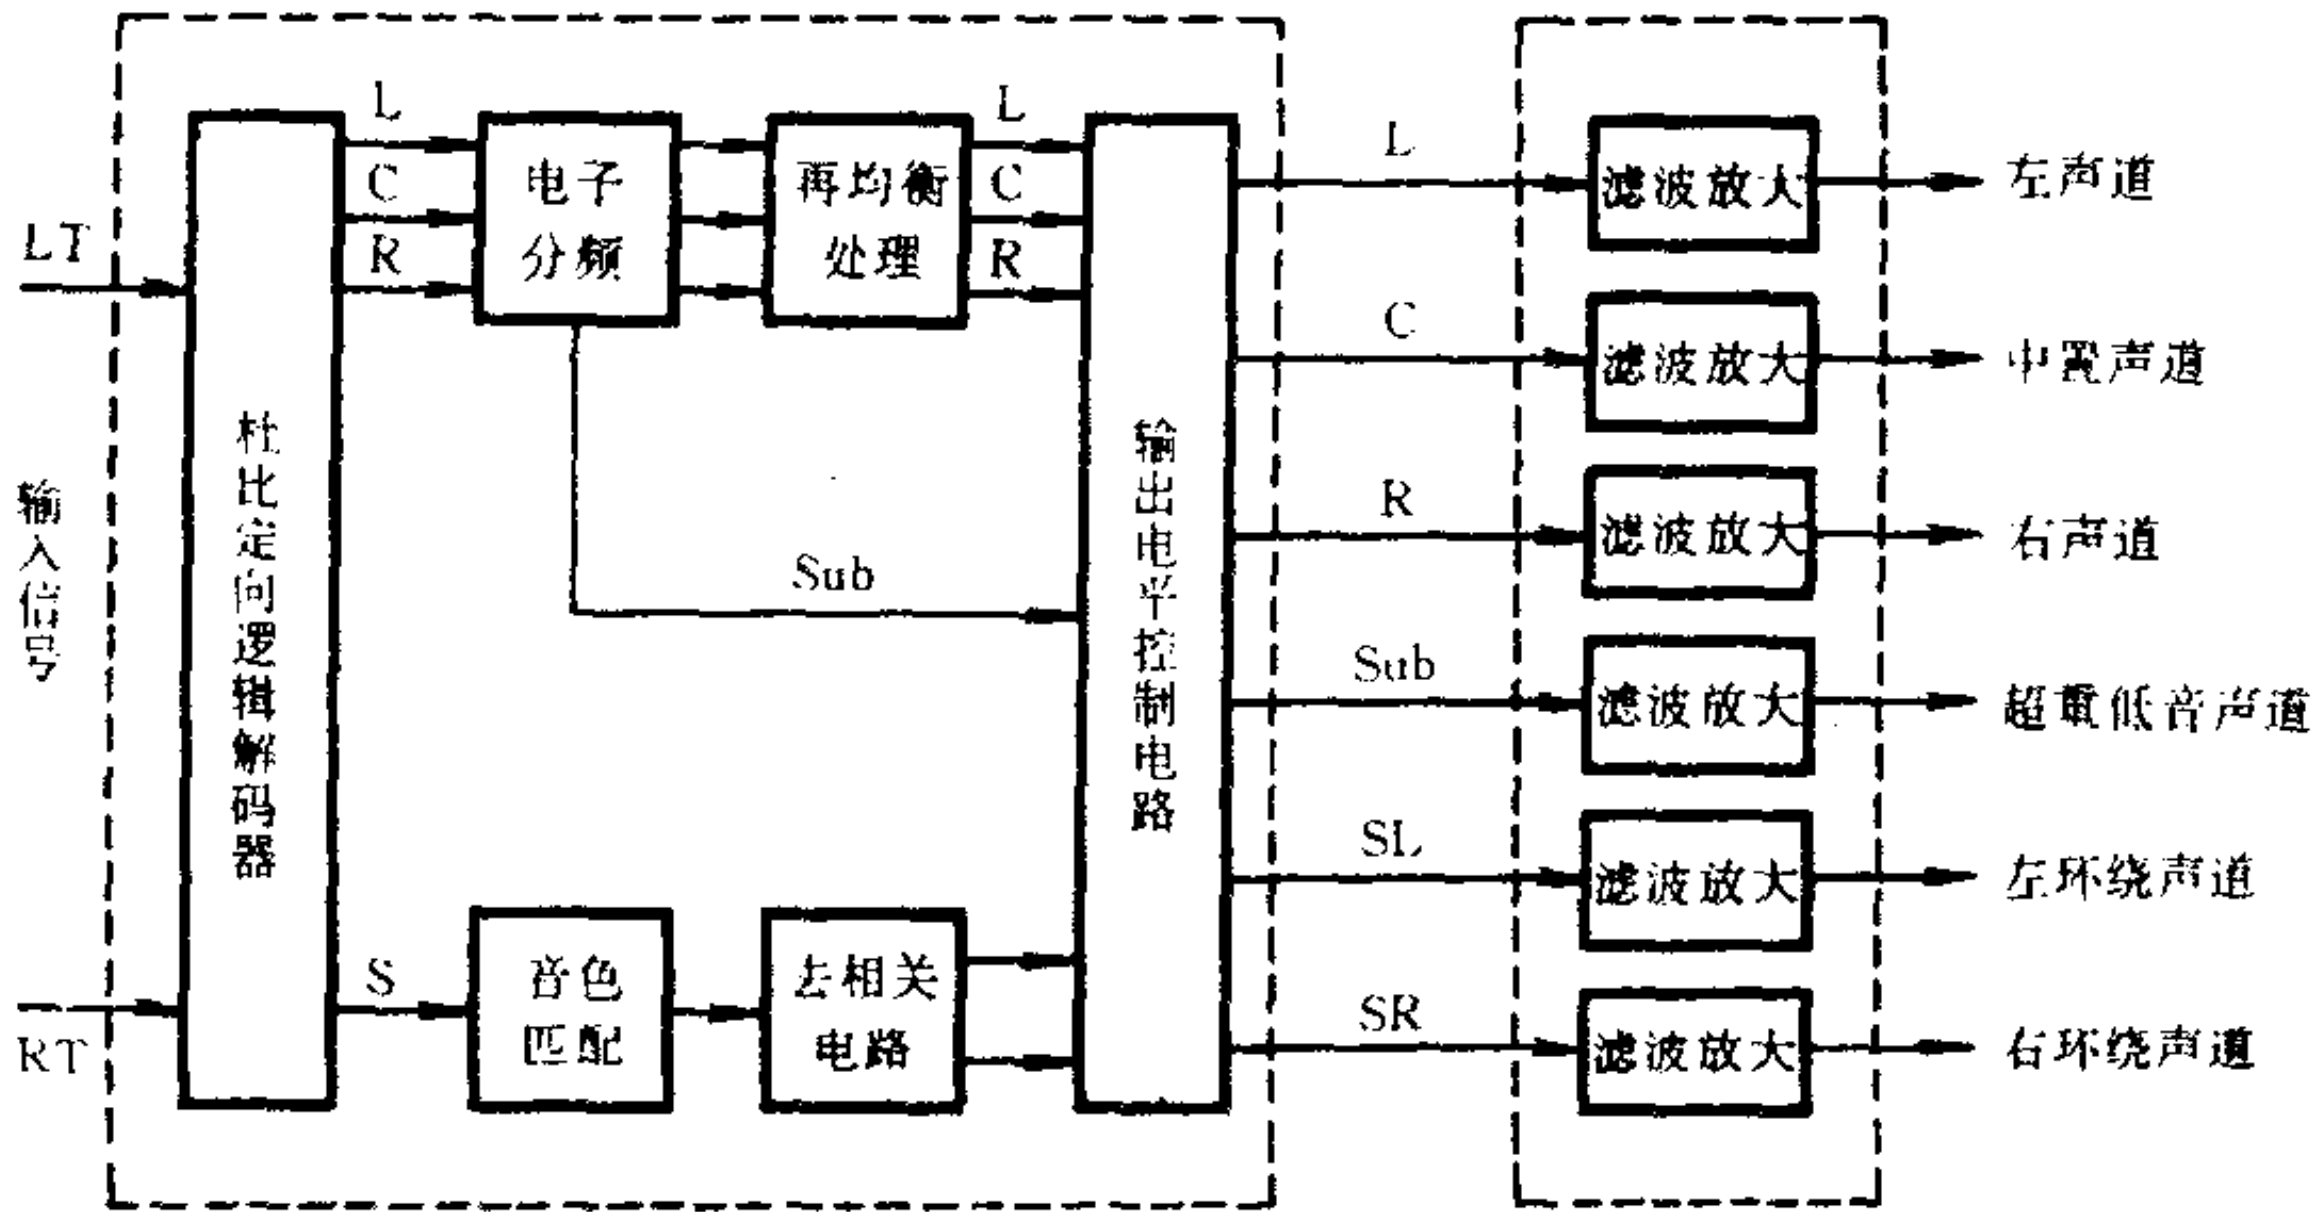 LT
输入信号
RT
杜比定向逻辑解码器
L
C
R
电子
分频
再均衡
处理
L
C
R
Sub
S
音色
匹配
去相关
电路
输出电平控制电路
L
滤波放大
左声道
C
滤波放大
中置声道
R
滤波放大
右声道
Sub
滤波放大
超重低音声道
SL
滤波放大
左环绕声道
SR
滤波放大
右环绕声道